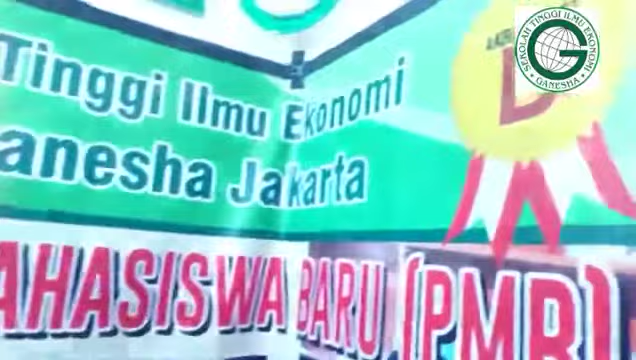 Tinggi Ilmu Ekonomi
anesha Jakarta
AHASISWA BARU (PMB)
SEKOLAH TINGGI ILMU EKONOMI
GANESHA
G